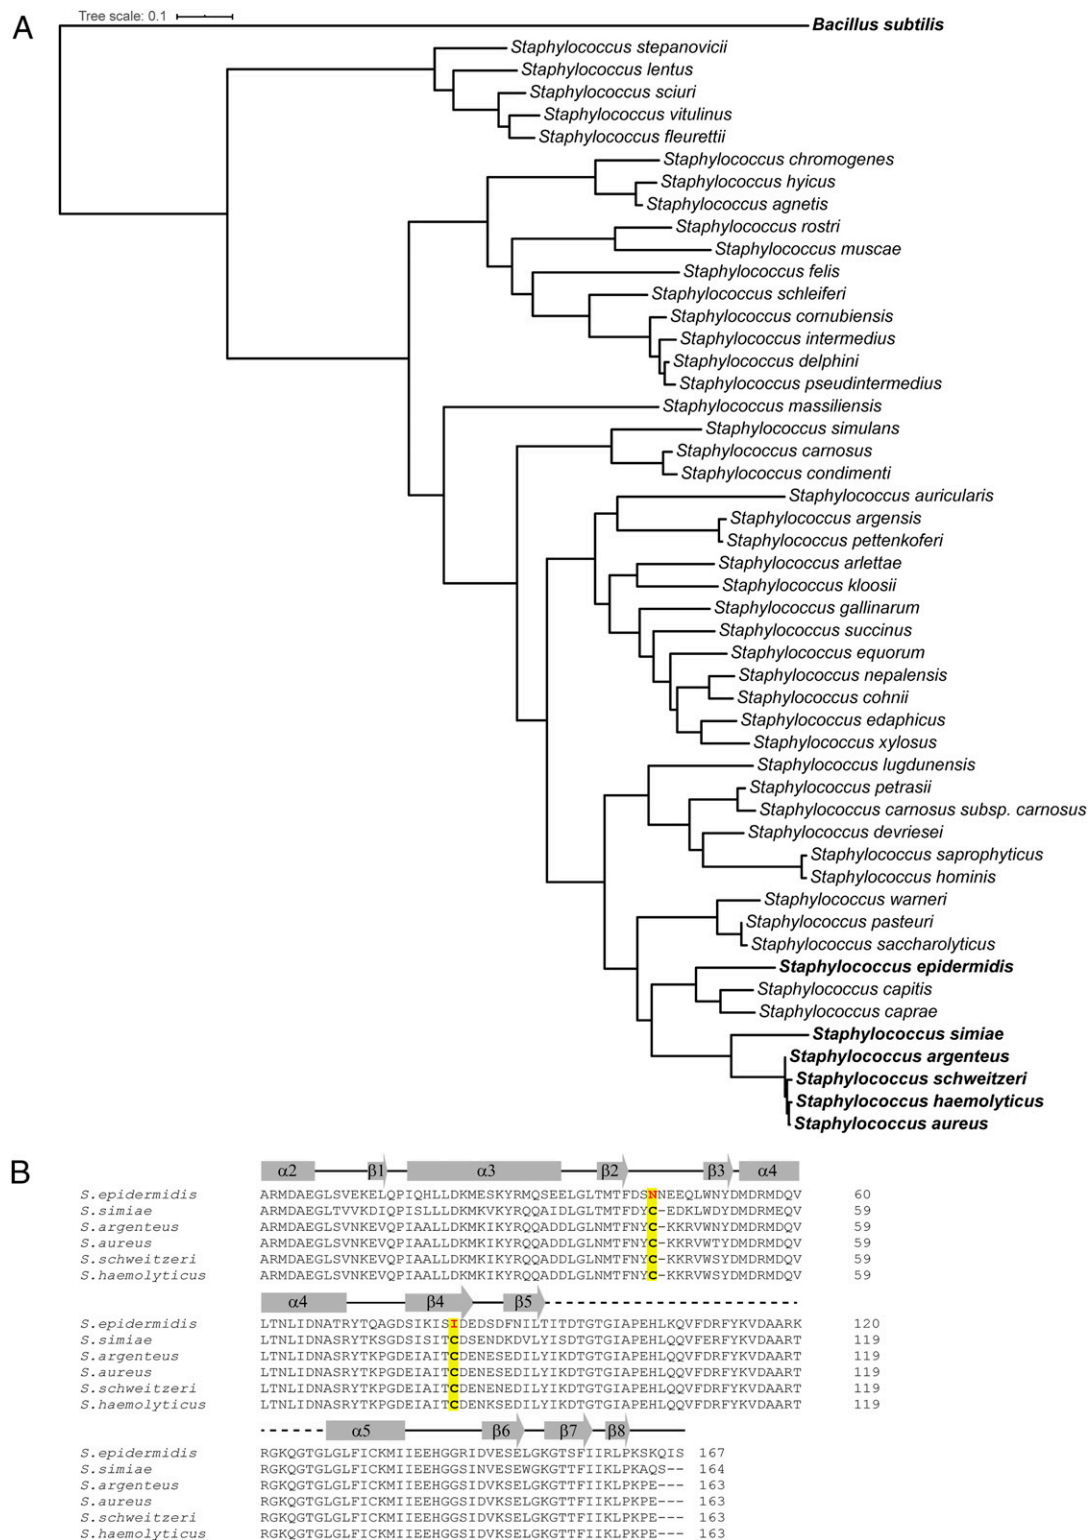 A
Tree scale: 0.1
Bacillus subtilis
Staphylococcus stepanovicii
Staphylococcus lentus
Staphylococcus sciuri
Staphylococcus vitulinus
Staphylococcus fleurettii
Staphylococcus chromogenes
Staphylococcus hyicus
Staphylococcus agnetis
Staphylococcus rostri
Staphylococcus muscae
Staphylococcus felis
Staphylococcus schleiferi
Staphylococcus cornubiensis
Staphylococcus intermedius
Staphylococcus delphini
Staphylococcus pseudintermedius
Staphylococcus massiliensis
Staphylococcus simulans
Staphylococcus carnosus
Staphylococcus condimenti
Staphylococcus auricularis
Staphylococcus argensis
Staphylococcus pettenkoferi
Staphylococcus arlettae
Staphylococcus kloosii
Staphylococcus gallinarum
Staphylococcus succinus
Staphylococcus equorum
Staphylococcus nepalensis
Staphylococcus cohnii
Staphylococcus edaphicus
Staphylococcus xylosus
Staphylococcus lugdunensis
Staphylococcus petrasii
Staphylococcus carnosus subsp. carnosus
Staphylococcus devriesei
Staphylococcus saprophyticus
Staphylococcus hominis
Staphylococcus warneri
Staphylococcus pasteuri
Staphylococcus saccharolyticus
Staphylococcus epidermidis
Staphylococcus capitis
Staphylococcus caprae
Staphylococcus simiae
Staphylococcus argenteus
Staphylococcus schweitzeri
Staphylococcus haemolyticus
Staphylococcus aureus
B
α2 β1 α3 β2 β3 α4
S.epidermidis ARMDAEGLSVEKELQPIQHLLDKMESKYRMQSEELGLTMTFDSNNEEQLWNYDMDRMDQV 60
S.simiae ARMDAEGLTVVKDIQPISLLLDKMKVKYRQQAIDLGLTMTFDYC-EDKLWDYDMDRMEQV 59
S.argenteus ARMDAEGLSVNKEVQPIAALLDKMKIKYRQQADDLGLNMTFNYC-KKRVWNYDMDRMDQV 59
S.aureus ARMDAEGLSVNKEVQPIAALLDKMKIKYRQQADDLGLNMTFNYC-KKRVWTYDMDRMDQV 59
S.schweitzeri ARMDAEGLSVNKEVQPIAALLDKMKIKYRQQADDLGLNMTFNYC-KKRVWSYDMDRMDQV 59
S.haemolyticus ARMDAEGLSVNKEVQPIAALLDKMKIKYRQQADDLGLNMTFNYC-KKRVWSYDMDRMDQV 59
α4 β4 β5
S.epidermidis LTNLIDNATRYTQAGDSIKISIDEDSDFNILTITDTGTGIAPEHLKQVFDRFYKVDAARK 120
S.simiae LTNLIDNASRYTKSGDEIAITCDSENDKDVLYIKDTGTGIAPEHLQQVFDRFYKVDAART 119
S.argenteus LTNLIDNASRYTKPGDEIAITCDENESEDILYIKDTGTGIAPEHLQQVFDRFYKVDAART 119
S.aureus LTNLIDNASRYTKPGDEIAITCDENESEDILYIKDTGTGIAPEHLQQVFDRFYKVDAART 119
S.schweitzeri LTNLIDNASRYTKPGDEIAITCDENENEDILYIKDTGTGIAPEHLQQVFDRFYKVDAART 119
S.haemolyticus LTNLIDNASRYTKPGDEIAITCDENKSEDILYIKDTGTGIAPEHLQQVFDRFYKVDAART 119
α5 β6 β7 β8
S.epidermidis RGKQGTGLGLFICKMIIEEHGGRIDVESELGKGTSFIIRLPKSKQIS 167
S.simiae RGKQGTGLGLFICKMIIEEHGGSINVESEWGKGTTFIIKLPKAQS--- 164
S.argenteus RGKQGTGLGLFICKMIIEEHGGSIDVKSELGKGTTFIIKLPKPE---- 163
S.aureus RGKQGTGLGLFICKMIIEEHGGSIDVKSELGKGTTFIIKLPKPE---- 163
S.schweitzeri RGKQGTGLGLFICKMIIEEHGGSIDVKSELGKGTTFIIKLPKPE---- 163
S.haemolyticus RGKQGTGLGLFICKMIIEEHGGSIDVKSELGKGTTFIIKLPKPE---- 163